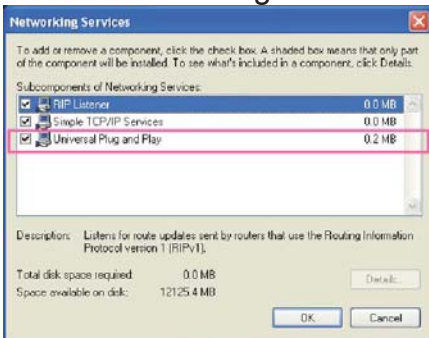 Networking Services
To add or remove a component, click the check box. A shaded box means that only part
of the component will be installed. To see what's included in a component, click Details.
Subcomponents of Networking Services:
RIP Listener 0.0 MB
Simple TCP/IP Services 0.0 MB
Universal Plug and Play 0.2 MB
Description: Listens for route updates sent by routers that use the Routing Information
Protocol version 1 (RIPv1).
Total disk space required: 0.0 MB
Space available on disk: 12125.4 MB
Details...
OK Cancel